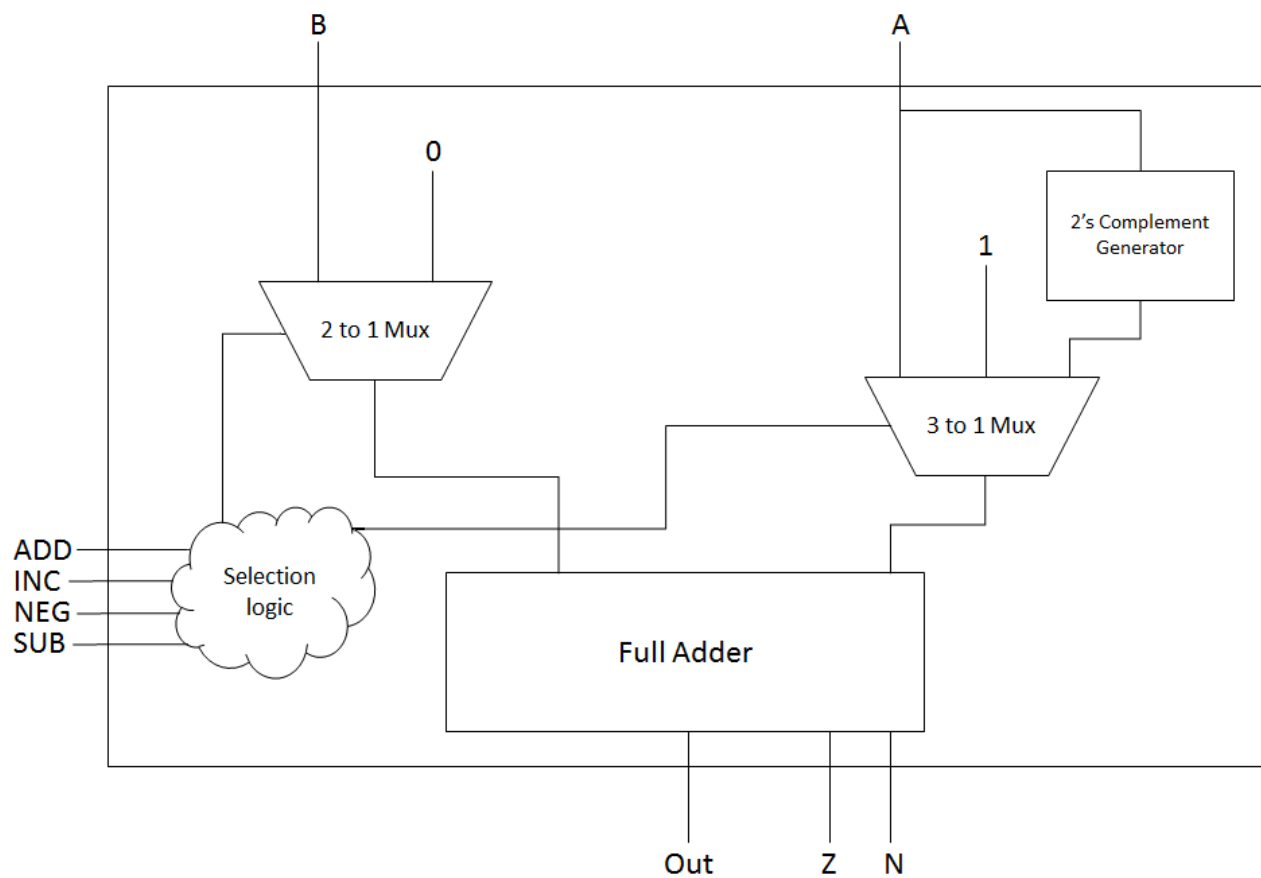 B
A
0
2's Complement
Generator
1
2 to 1 Mux
3 to 1 Mux
ADD
INC
NEG
SUB
Selection
logic
Full Adder
Out
Z
N